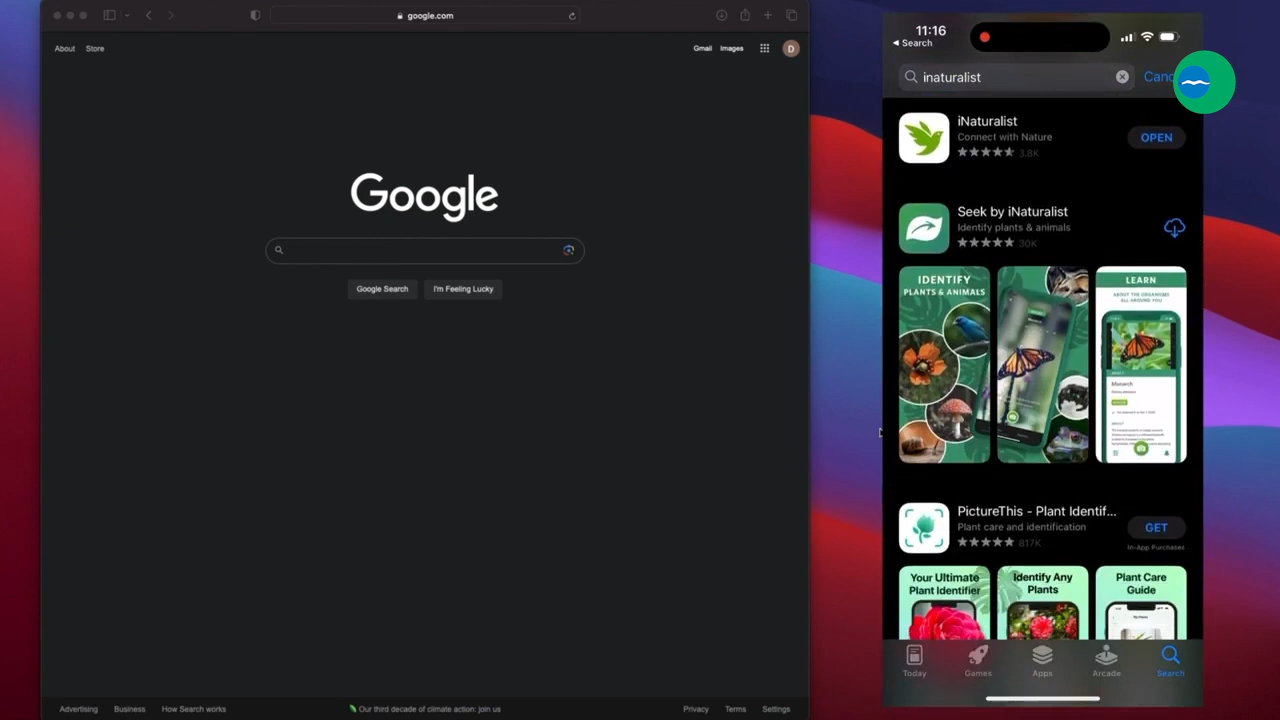 google.com
About
Store
Gmail
Images
D
Google
Google Search
I'm Feeling Lucky
Advertising
Business
How Search works
Our third decade of climate action: join us
Privacy
Terms
Settings
11:16
Search
inaturalist
iNaturalist
Connect with Nature
3.8K
OPEN
Seek by iNaturalist
Identify plants & animals
30K
IDENTIFY
PLANTS & ANIMALS
LEARN
ABOUT THE ORGANISMS
ALL AROUND YOU
Monarch
PictureThis - Plant Identif...
Plant care and identification
817K
GET
In-App Purchases
Your Ultimate
Plant Identifier
Identify Any
Plants
Plant Care
Guide
Today
Games
Apps
Arcade
Search